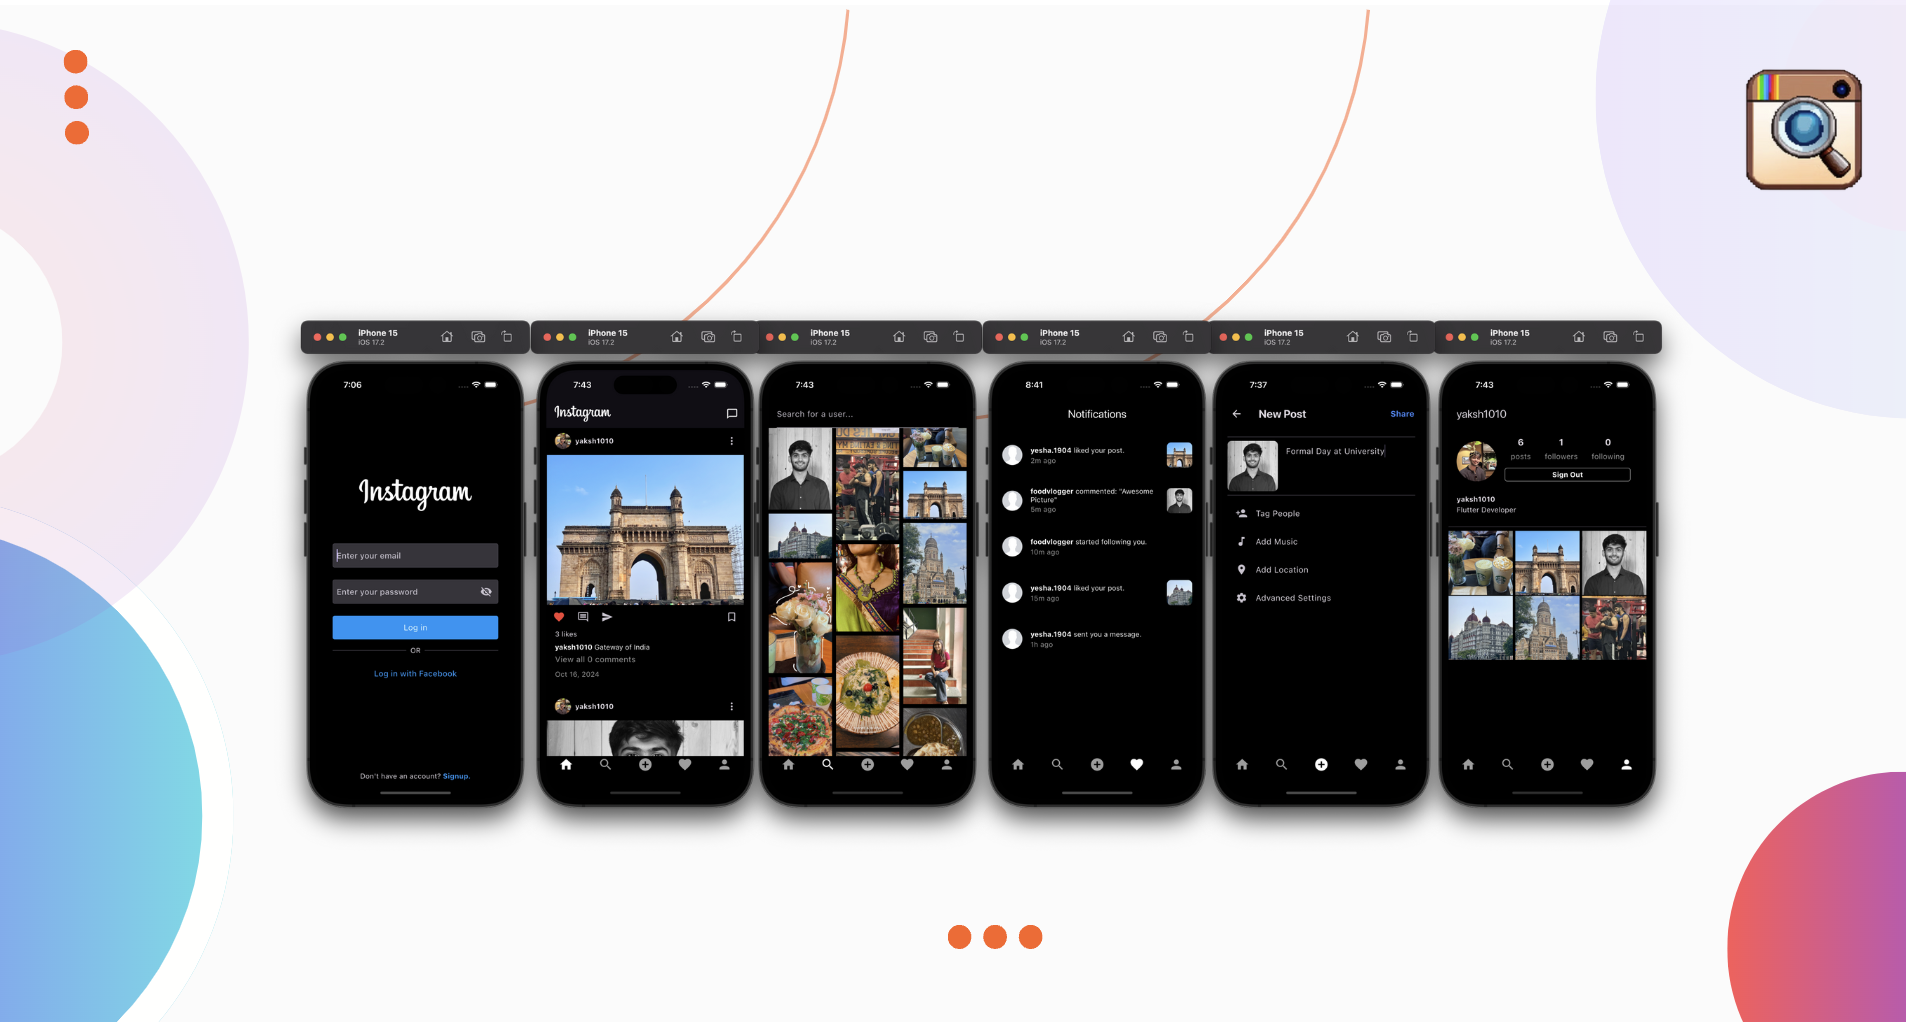 iPhone 15
iOS 17.2
7:06
Instagram
Enter your email
Enter your password
Log in
OR
Log in with Facebook
Don't have an account? Signup.
iPhone 15
iOS 17.2
7:43
Instagram
yaksh1010
3 likes
yaksh1010 Gateway of India
View all 0 comments
Oct 16, 2024
yaksh1010
iPhone 15
iOS 17.2
7:43
Search for a user...
iPhone 15
iOS 17.2
8:41
Notifications
yesha.1904 liked your post.
2m ago
foodvlogger commented: "Awesome
Picture"
5m ago
foodvlogger started following you.
10m ago
yesha.1904 liked your post.
15m ago
yesha.1904 sent you a message.
1h ago
iPhone 15
iOS 17.2
7:37
New Post
Share
Formal Day at University
Tag People
Add Music
Add Location
Advanced Settings
iPhone 15
iOS 17.2
7:43
yaksh1010
6 1 0
posts followers following
Sign Out
yaksh1010
Flutter Developer